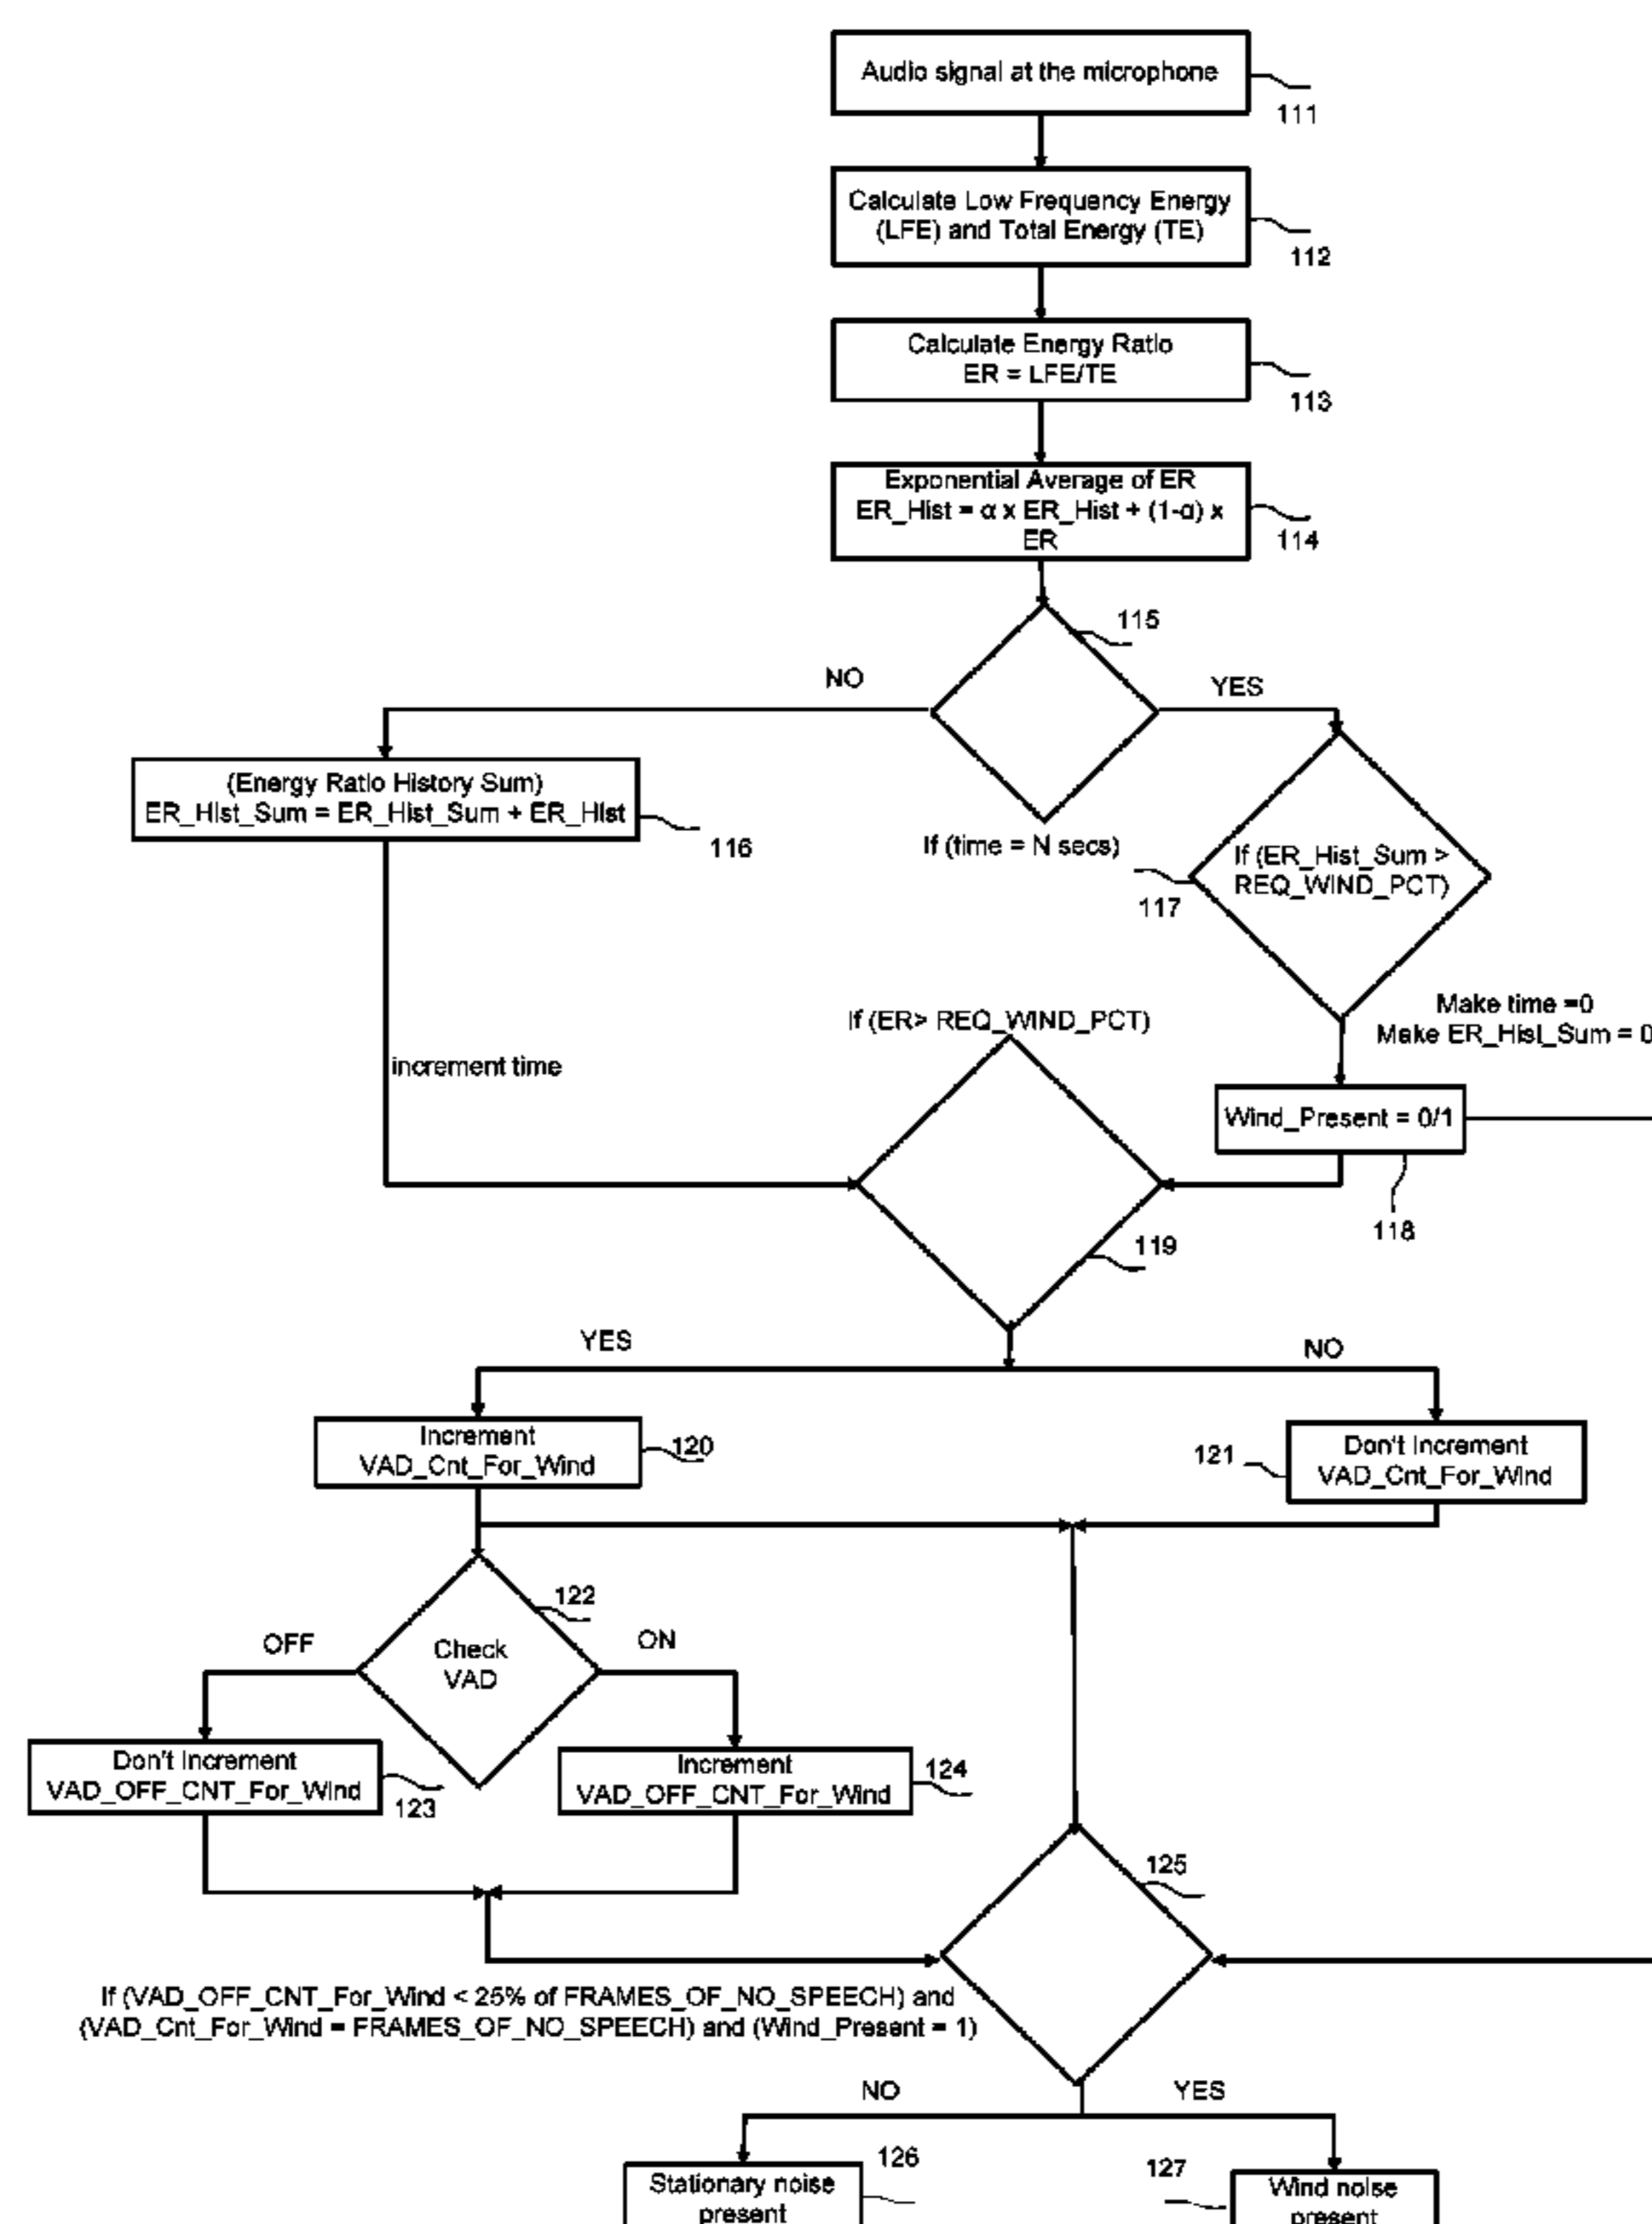 Audio signal at the microphone
111
Calculate Low Frequency Energy
(LFE) and Total Energy (TE)
112
Calculate Energy Ratio
ER = LFE/TE
113
Exponential Average of ER
ER_Hist = α x ER_Hist + (1-α) x
ER
114
115
NO
YES
(Energy Ratio History Sum)
ER_Hist_Sum = ER_Hist_Sum + ER_Hist
116
If (time = N secs)
If (ER_Hist_Sum >
REQ_WIND_PCT)
117
Make time =0
Make ER_Hist_Sum = 0
If (ER> REQ_WIND_PCT)
increment time
Wind_Present = 0/1
118
119
YES
NO
Increment
VAD_Cnt_For_Wind
120
121
Don't Increment
VAD_Cnt_For_Wind
122
OFF
Check
VAD
ON
Don't Increment
VAD_OFF_CNT_For_Wind
123
Increment
VAD_OFF_CNT_For_Wind
124
125
If (VAD_OFF_CNT_For_Wind < 25% of FRAMES_OF_NO_SPEECH) and
(VAD_Cnt_For_Wind = FRAMES_OF_NO_SPEECH) and (Wind_Present = 1)
NO
YES
126
127
Stationary noise
present
Wind noise
present